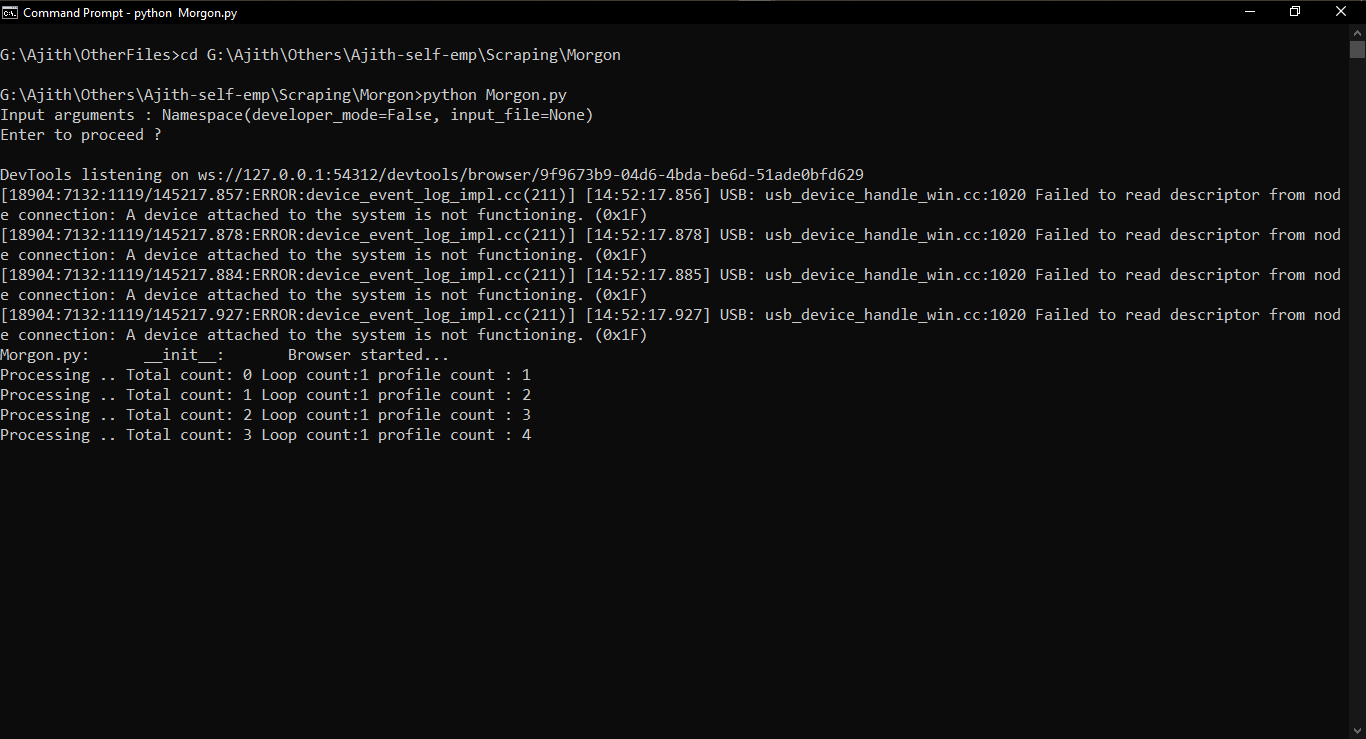 Command Prompt - python  Morgon.py
G:\Ajith\OtherFiles>cd G:\Ajith\Others\Ajith-self-emp\Scraping\Morgon
G:\Ajith\Others\Ajith-self-emp\Scraping\Morgon>python Morgon.py
Input arguments : Namespace(developer_mode=False, input_file=None)
Enter to proceed ?
DevTools listening on ws://127.0.0.1:54312/devtools/browser/9f9673b9-04d6-4bda-be6d-51ade0bfd629
[18904:7132:1119/145217.857:ERROR:device_event_log_impl.cc(211)] [14:52:17.856] USB: usb_device_handle_win.cc:1020 Failed to read descriptor from nod
e connection: A device attached to the system is not functioning. (0x1F)
[18904:7132:1119/145217.878:ERROR:device_event_log_impl.cc(211)] [14:52:17.878] USB: usb_device_handle_win.cc:1020 Failed to read descriptor from nod
e connection: A device attached to the system is not functioning. (0x1F)
[18904:7132:1119/145217.884:ERROR:device_event_log_impl.cc(211)] [14:52:17.885] USB: usb_device_handle_win.cc:1020 Failed to read descriptor from nod
e connection: A device attached to the system is not functioning. (0x1F)
[18904:7132:1119/145217.927:ERROR:device_event_log_impl.cc(211)] [14:52:17.927] USB: usb_device_handle_win.cc:1020 Failed to read descriptor from nod
e connection: A device attached to the system is not functioning. (0x1F)
Morgon.py:      __init__:       Browser started...
Processing .. Total count: 0 Loop count:1 profile count : 1
Processing .. Total count: 1 Loop count:1 profile count : 2
Processing .. Total count: 2 Loop count:1 profile count : 3
Processing .. Total count: 3 Loop count:1 profile count : 4